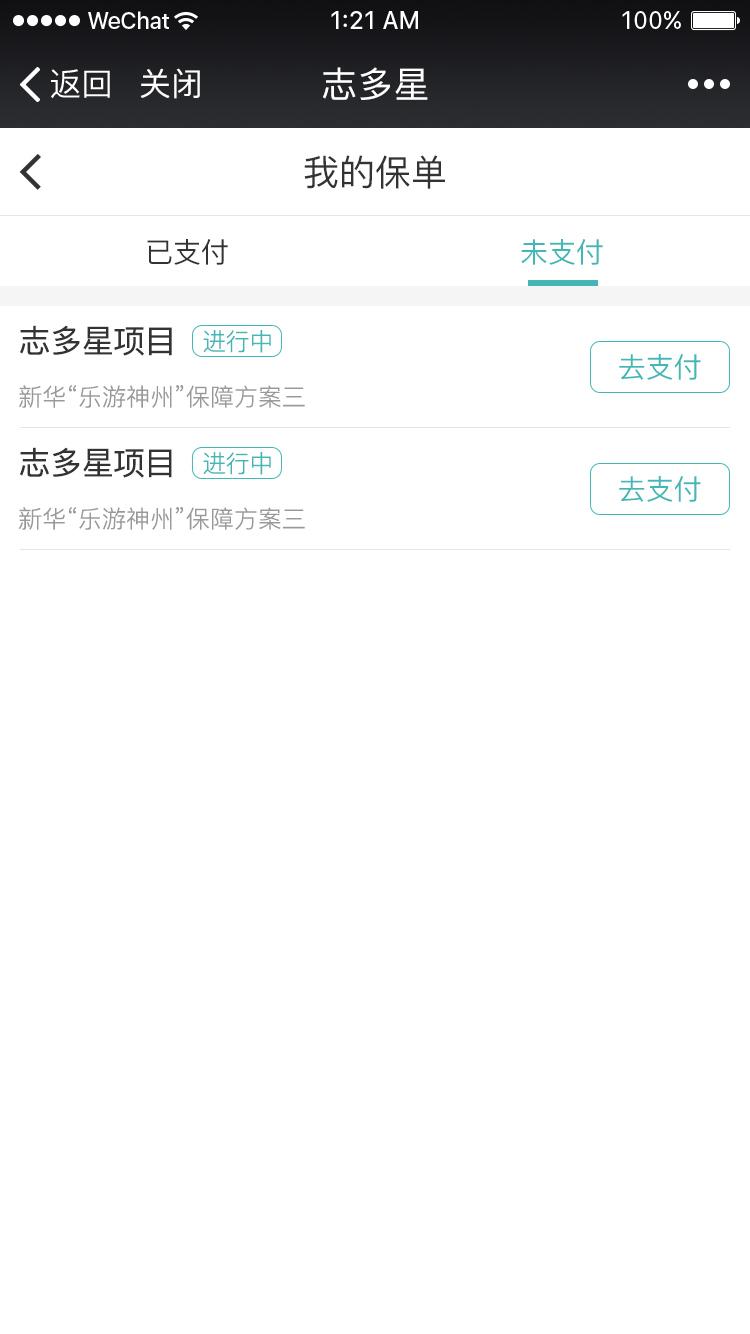 WeChat 1:21 AM 100%
返回 关闭 志多星
我的保单
已支付 未支付
志多星项目 进行中
去支付
新华“乐游神州”保障方案三
志多星项目 进行中
去支付
新华“乐游神州”保障方案三